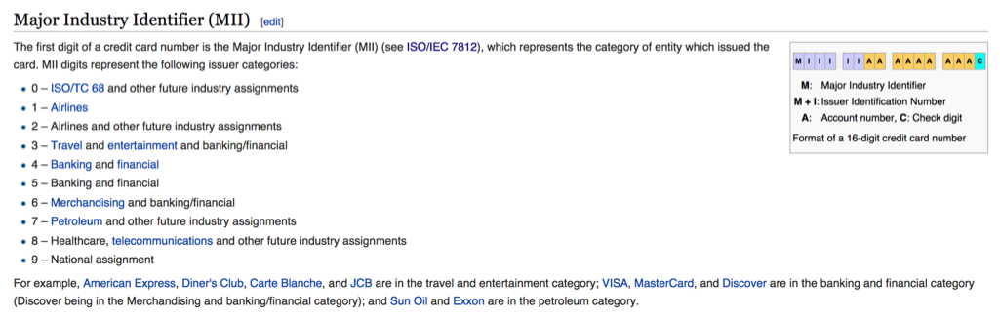 Major Industry Identifier (MII) [edit]
The first digit of a credit card number is the Major Industry Identifier (MII) (see ISO/IEC 7812), which represents the category of entity which issued the
card. MII digits represent the following issuer categories:
• 0 – ISO/TC 68 and other future industry assignments
• 1 – Airlines
• 2 – Airlines and other future industry assignments
• 3 – Travel and entertainment and banking/financial
• 4 – Banking and financial
• 5 – Banking and financial
• 6 – Merchandising and banking/financial
• 7 – Petroleum and other future industry assignments
• 8 – Healthcare, telecommunications and other future industry assignments
• 9 – National assignment
M I I I I I A A A A A A A A A C
M: Major Industry Identifier
M + I: Issuer Identification Number
A: Account number, C: Check digit
Format of a 16-digit credit card number
For example, American Express, Diner's Club, Carte Blanche, and JCB are in the travel and entertainment category; VISA, MasterCard, and Discover are in the banking and financial category
(Discover being in the Merchandising and banking/financial category); and Sun Oil and Exxon are in the petroleum category.